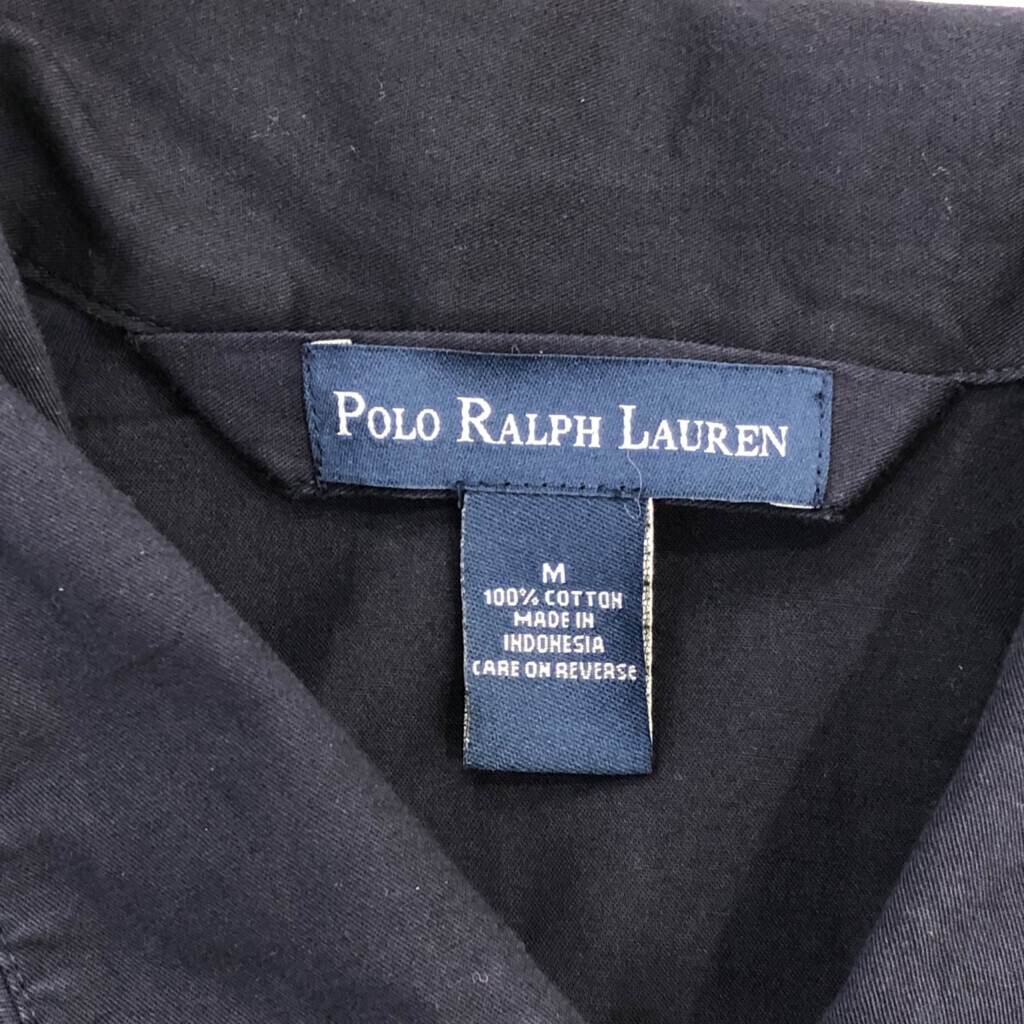 POLO RALPH LAUREN
M
100% COTTON
MADE IN
INDONESIA
CARE ON REVERSE